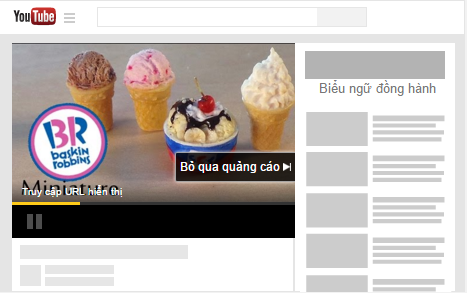 YouTube
Biểu ngữ đồng hành
BR
baskin
robbins
Bỏ qua quảng cáo
Truy cập URL hiển thị